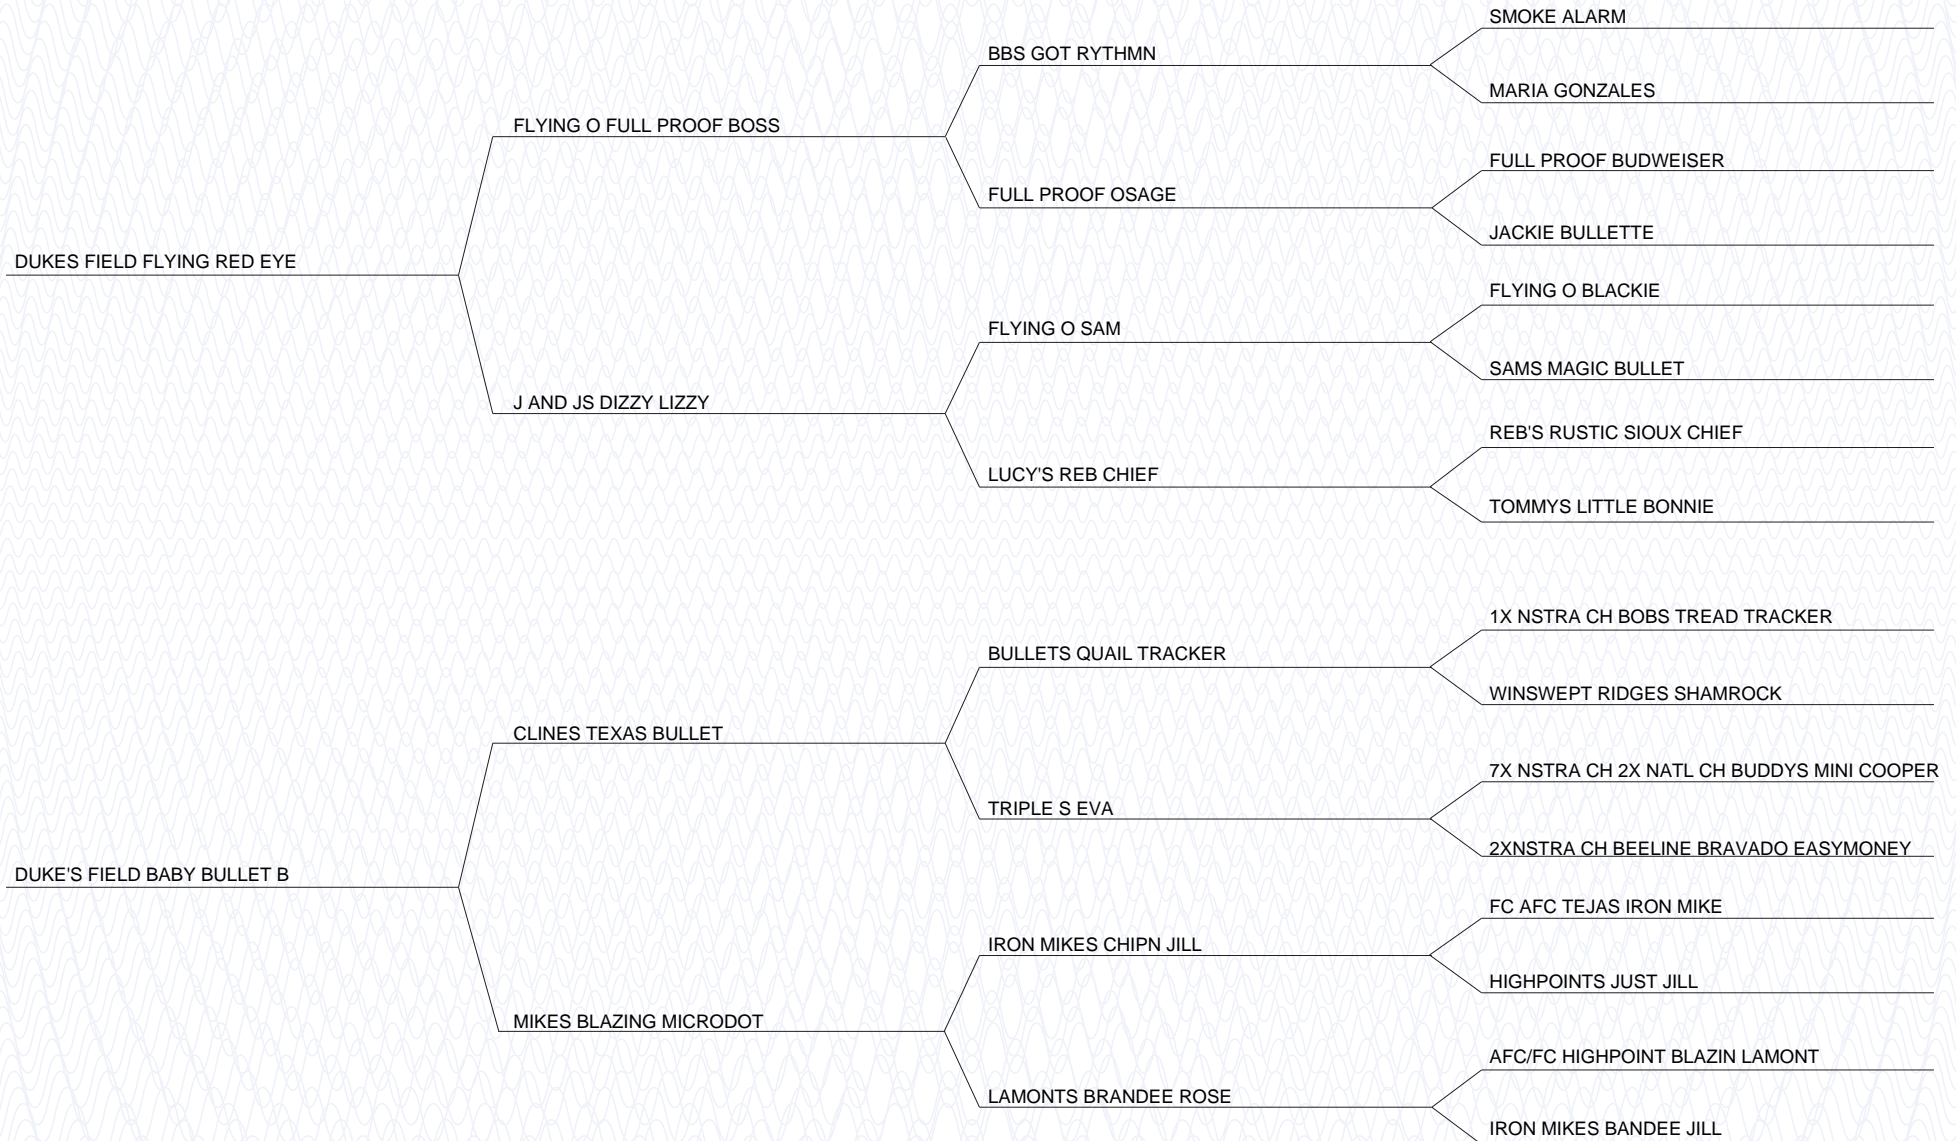 SMOKE ALARM
BBS GOT RYTHMN
MARIA GONZALES
FLYING O FULL PROOF BOSS
FULL PROOF BUDWEISER
FULL PROOF OSAGE
JACKIE BULLETTE
DUKES FIELD FLYING RED EYE
FLYING O BLACKIE
FLYING O SAM
SAMS MAGIC BULLET
J AND JS DIZZY LIZZY
REB'S RUSTIC SIOUX CHIEF
LUCY'S REB CHIEF
TOMMYS LITTLE BONNIE
1X NSTRA CH BOBS TREAD TRACKER
BULLETS QUAIL TRACKER
WINSWEPT RIDGES SHAMROCK
CLINES TEXAS BULLET
7X NSTRA CH 2X NATL CH BUDDYS MINI COOPER
TRIPLE S EVA
2XNSTRA CH BEELINE BRAVADO EASYMONEY
DUKE'S FIELD BABY BULLET B
FC AFC TEJAS IRON MIKE
IRON MIKES CHIPN JILL
HIGHPOINTS JUST JILL
MIKES BLAZING MICRODOT
AFC/FC HIGHPOINT BLAZIN LAMONT
LAMONTS BRANDEE ROSE
IRON MIKES BANDEE JILL